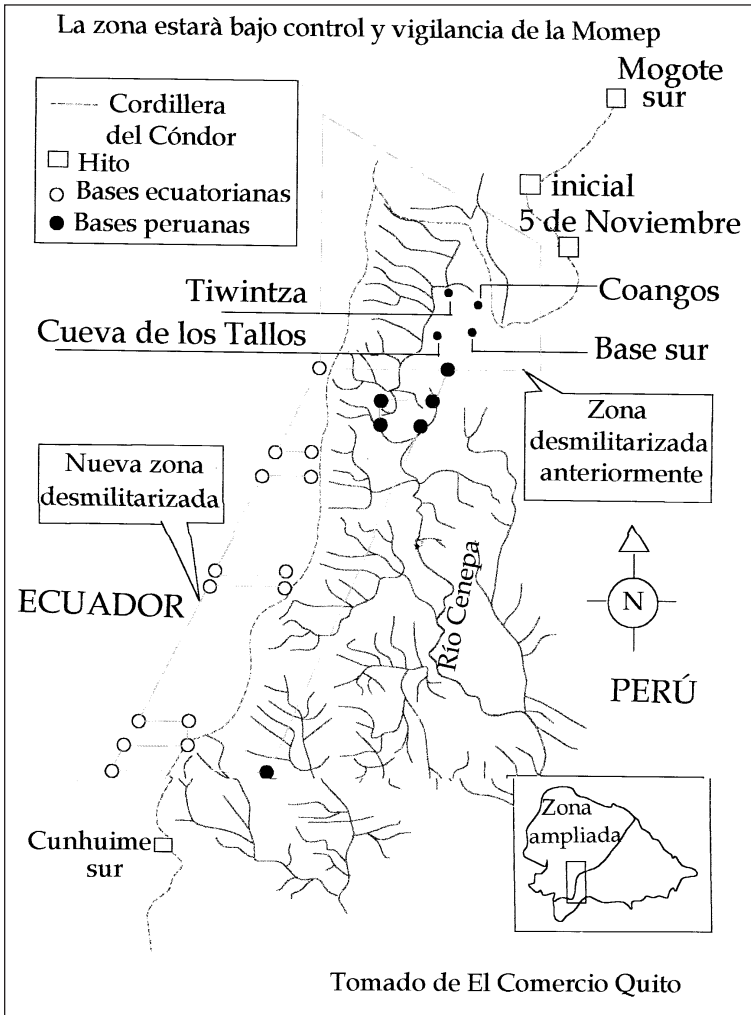 La zona estarà bajo control y vigilancia de la Momep
Cordillera
del Cóndor
Hito
Bases ecuatorianas
Bases peruanas
Mogote
sur
inicial
5 de Noviembre
Tiwintza
Coangos
Cueva de los Tallos
Base sur
Zona
desmilitarizada
anteriormente
Nueva zona
desmilitarizada
ECUADOR
Río Cenepa
N
PERÚ
Zona
ampliada
Cunhuime
sur
Tomado de El Comercio Quito